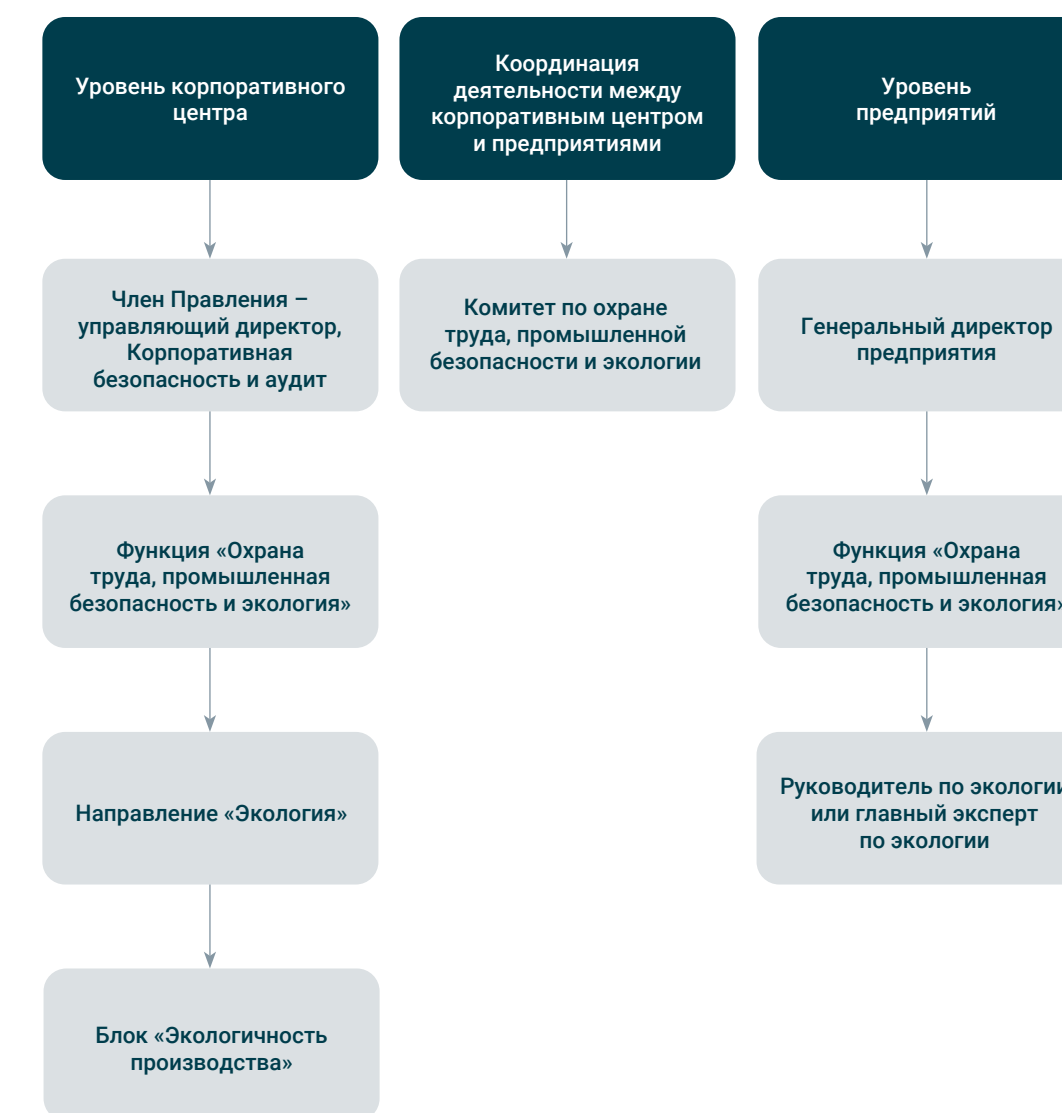 Уровень корпоративного
центра
Координация
деятельности между
корпоративным центром
и предприятиями
Уровень
предприятий
Член Правления –
управляющий директор,
Корпоративная
безопасность и аудит
Комитет по охране
труда, промышленной
безопасности и экологии
Генеральный директор
предприятия
Функция «Охрана
труда, промышленная
безопасность и экология»
Функция «Охрана
труда, промышленная
безопасность и экология»
Направление «Экология»
Руководитель по экологии
или главный эксперт
по экологии
Блок «Экологичность
производства»